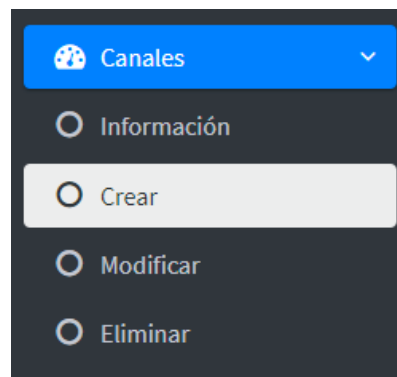 Canales
Información
Crear
Modificar
Eliminar